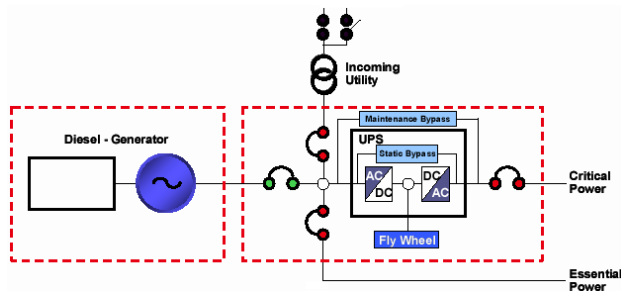 Incoming
Utility
Diesel - Generator
Maintenance Bypass
UPS
Static Bypass
AC
DC
DC
AC
Critical
Power
Fly Wheel
Essential
Power